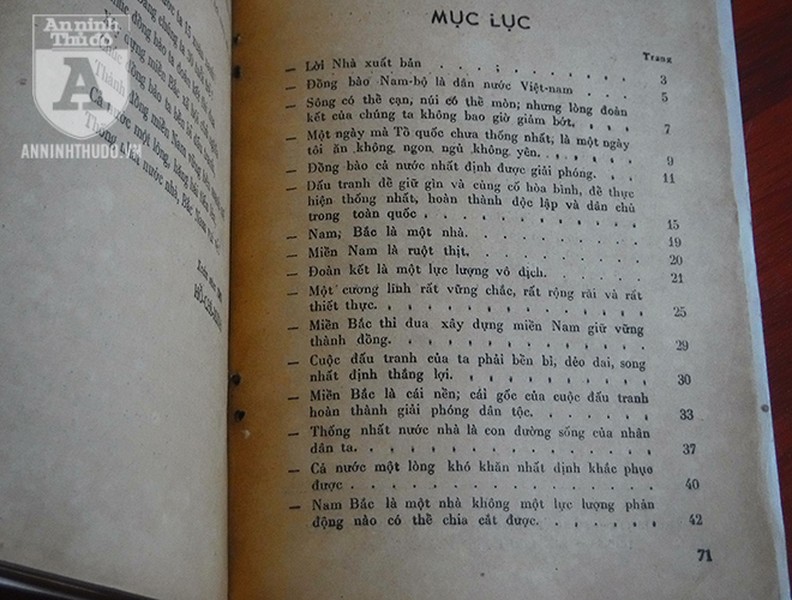 An ninh
Thủ đô
A
ANNINHTHUDO.VN
MỤC LỤC
Trang
— Lời Nhà xuất bản 3
— Đồng bào Nam-bộ là dân nước Việt-nam 5
— Sông có thể cạn, núi có thể mòn; nhưng lòng đoàn
kết của chúng ta không bao giờ giảm bớt. 7
— Một ngày mà Tổ quốc chưa thống nhất, là một ngày
tôi ăn không, ngon, ngủ không yên. 9
— Đồng bào cả nước nhất định được giải phóng. 11
— Đấu tranh để giữ gìn và củng cố hòa bình, để thực
hiện thống nhất, hoàn thành độc lập và dân chủ
trong toàn quốc 15
— Nam; Bắc là một nhà. 19
— Miền Nam là ruột thịt. 20
— Đoàn kết là một lực lượng vô địch. 21
— Một cương lĩnh rất vững chắc, rất rộng rãi và rất
thiết thực. 25
— Miền Bắc thi đua xây dựng miền Nam giữ vững
thành đồng. 29
— Cuộc đấu tranh của ta phải bền bỉ, dẻo dai, song
nhất định thắng lợi. 30
— Miền Bắc là cái nền; cái gốc của cuộc đấu tranh
hoàn thành giải phóng dân tộc. 33
— Thống nhất nước nhà là con đường sống của nhân
dân ta. 37
— Cả nước một lòng khó khăn nhất định khắc phục
được 40
— Nam Bắc là một nhà không một lực lượng phản
động nào có thể chia cắt được. 42
71